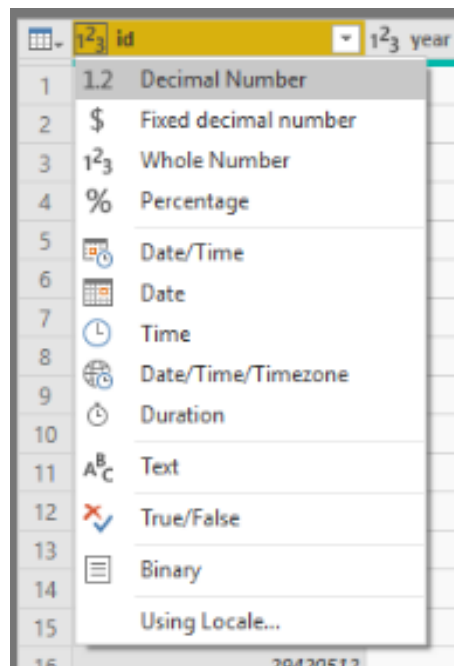 1²3 id 1²3 year
1 1.2 Decimal Number
2 $ Fixed decimal number
3 1²3 Whole Number
4 % Percentage
5 Date/Time
6 Date
7 Time
8 Date/Time/Timezone
9 Duration
10
11 ABC Text
12 True/False
13 Binary
14
15 Using Locale...
16